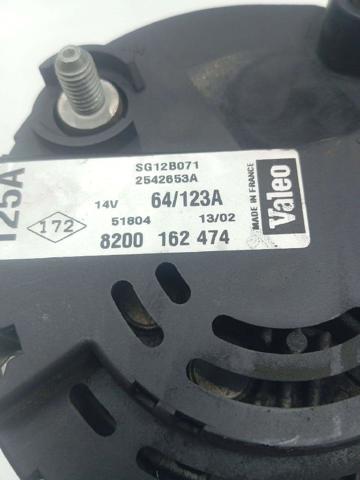 SG12B071
2542653A
14V 64/123A
51804 13/02
8200 162 474
172
125A
MADE IN FRANCE
Valeo